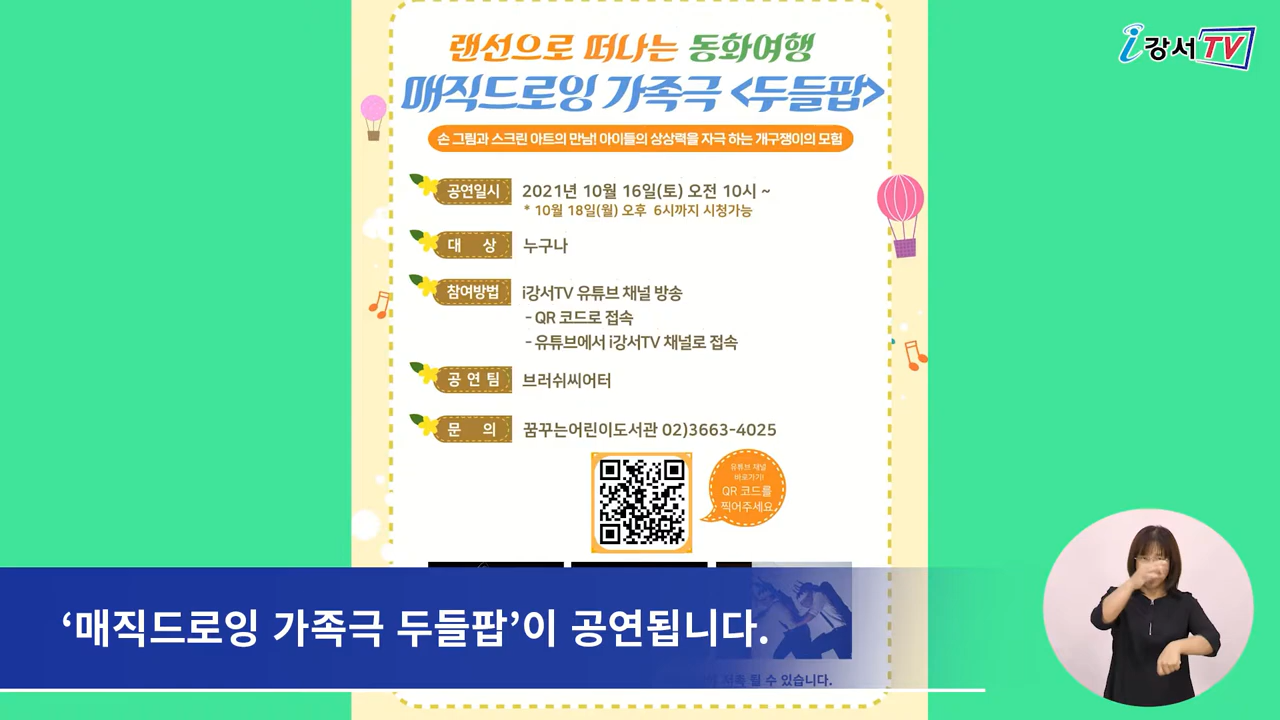 i강서TV
랜선으로 떠나는 동화여행
매직드로잉 가족극 <두들팝>
손 그림과 스크린 아트의 만남! 아이들의 상상력을 자극 하는 개구쟁이의 모험
공연일시 2021년 10월 16일(토) 오전 10시 ~
* 10월 18일(월) 오후 6시까지 시청가능
대 상 누구나
참여방법 i강서TV 유튜브 채널 방송
- QR 코드로 접속
- 유튜브에서 i강서TV 채널로 접속
공 연 팀 브러쉬씨어터
문 의 꿈꾸는어린이도서관 02)3663-4025
유튜브 채널
바로가기!
QR 코드를
찍어주세요
‘매직드로잉 가족극 두들팝’이 공연됩니다.
될 수 있습니다.